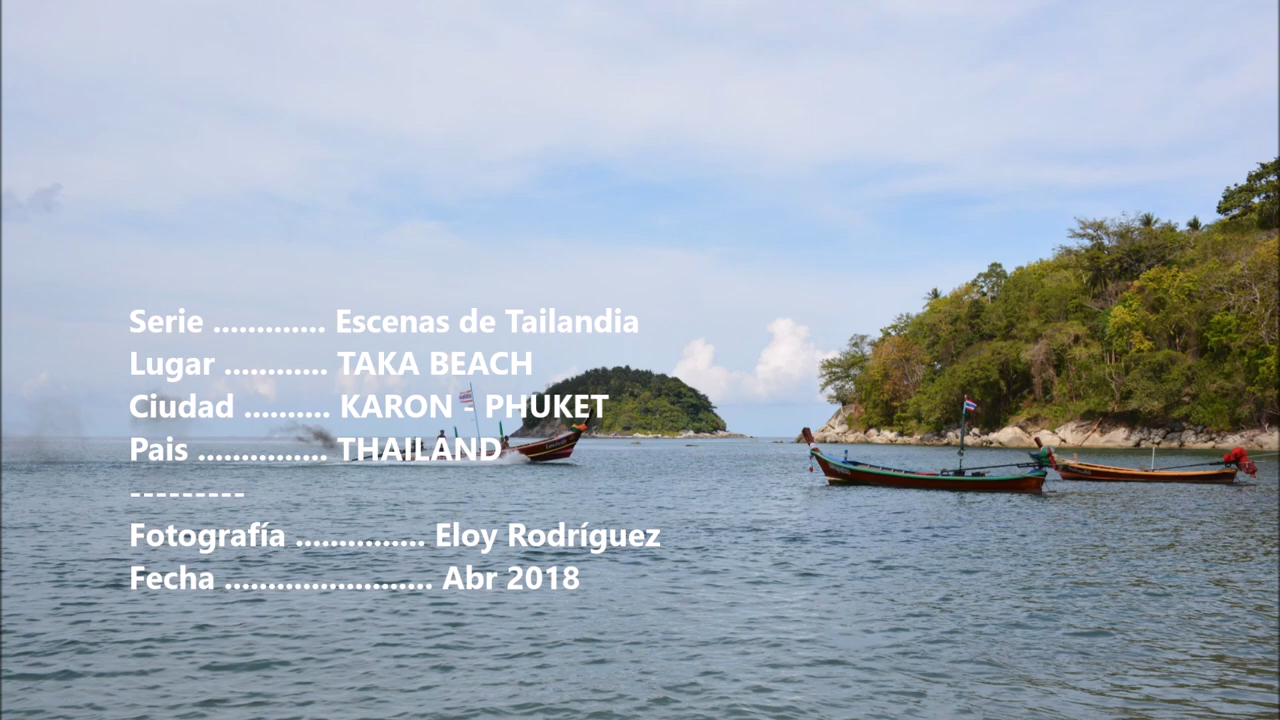 Serie ............. Escenas de Tailandia
Lugar ............ TAKA BEACH
Ciudad .......... KARON - PHUKET
Pais ............... THAILAND
---------
Fotografía ............... Eloy Rodríguez
Fecha ........................ Abr 2018